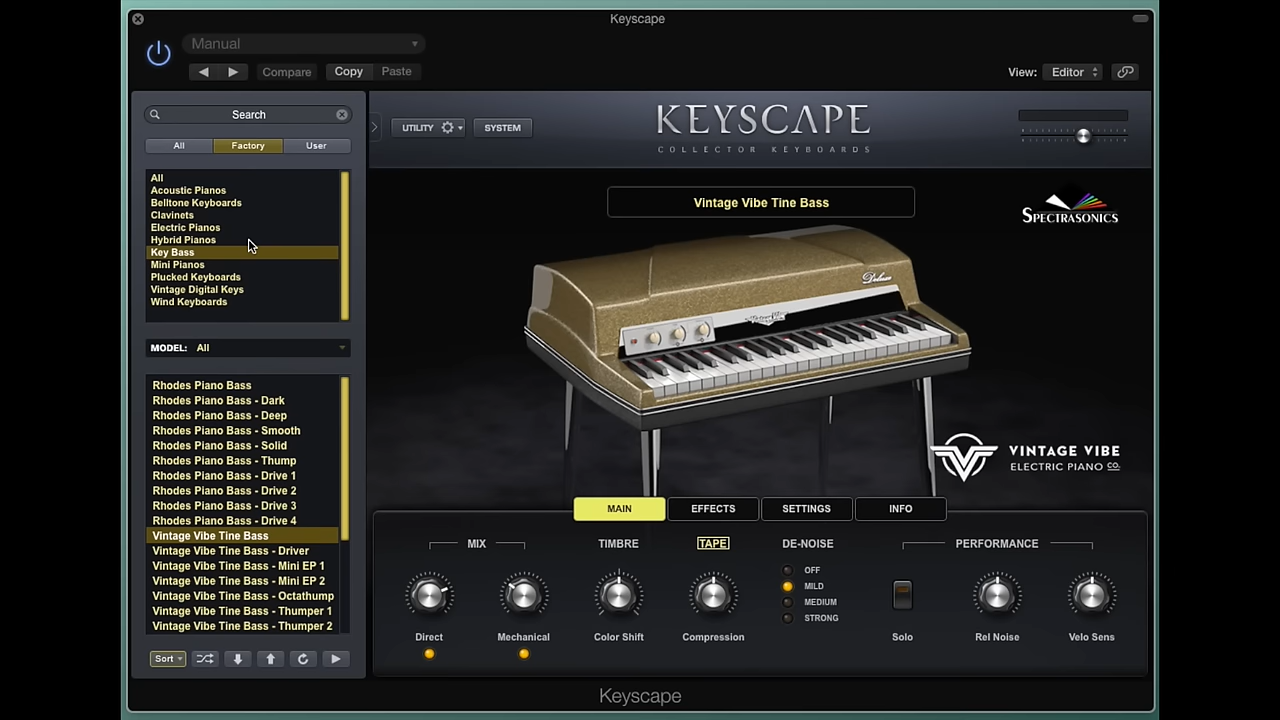 Keyscape
Manual
Compare
Copy
Paste
View:
Editor
Search
All
Factory
User
All
Acoustic Pianos
Belltone Keyboards
Clavinets
Electric Pianos
Hybrid Pianos
Key Bass
Mini Pianos
Plucked Keyboards
Vintage Digital Keys
Wind Keyboards
MODEL: All
Rhodes Piano Bass
Rhodes Piano Bass - Dark
Rhodes Piano Bass - Deep
Rhodes Piano Bass - Smooth
Rhodes Piano Bass - Solid
Rhodes Piano Bass - Thump
Rhodes Piano Bass - Drive 1
Rhodes Piano Bass - Drive 2
Rhodes Piano Bass - Drive 3
Rhodes Piano Bass - Drive 4
Vintage Vibe Tine Bass
Vintage Vibe Tine Bass - Driver
Vintage Vibe Tine Bass - Mini EP 1
Vintage Vibe Tine Bass - Mini EP 2
Vintage Vibe Tine Bass - Octathump
Vintage Vibe Tine Bass - Thumper 1
Vintage Vibe Tine Bass - Thumper 2
Sort
UTILITY
SYSTEM
KEYSCAPE
COLLECTOR KEYBOARDS
Vintage Vibe Tine Bass
SPECTRASONICS
Deluxe
VINTAGE VIBE
ELECTRIC PIANO CO.
MAIN
EFFECTS
SETTINGS
INFO
MIX
TIMBRE
TAPE
DE-NOISE
PERFORMANCE
OFF
MILD
MEDIUM
STRONG
Direct
Mechanical
Color Shift
Compression
Solo
Rel Noise
Velo Sens
Keyscape